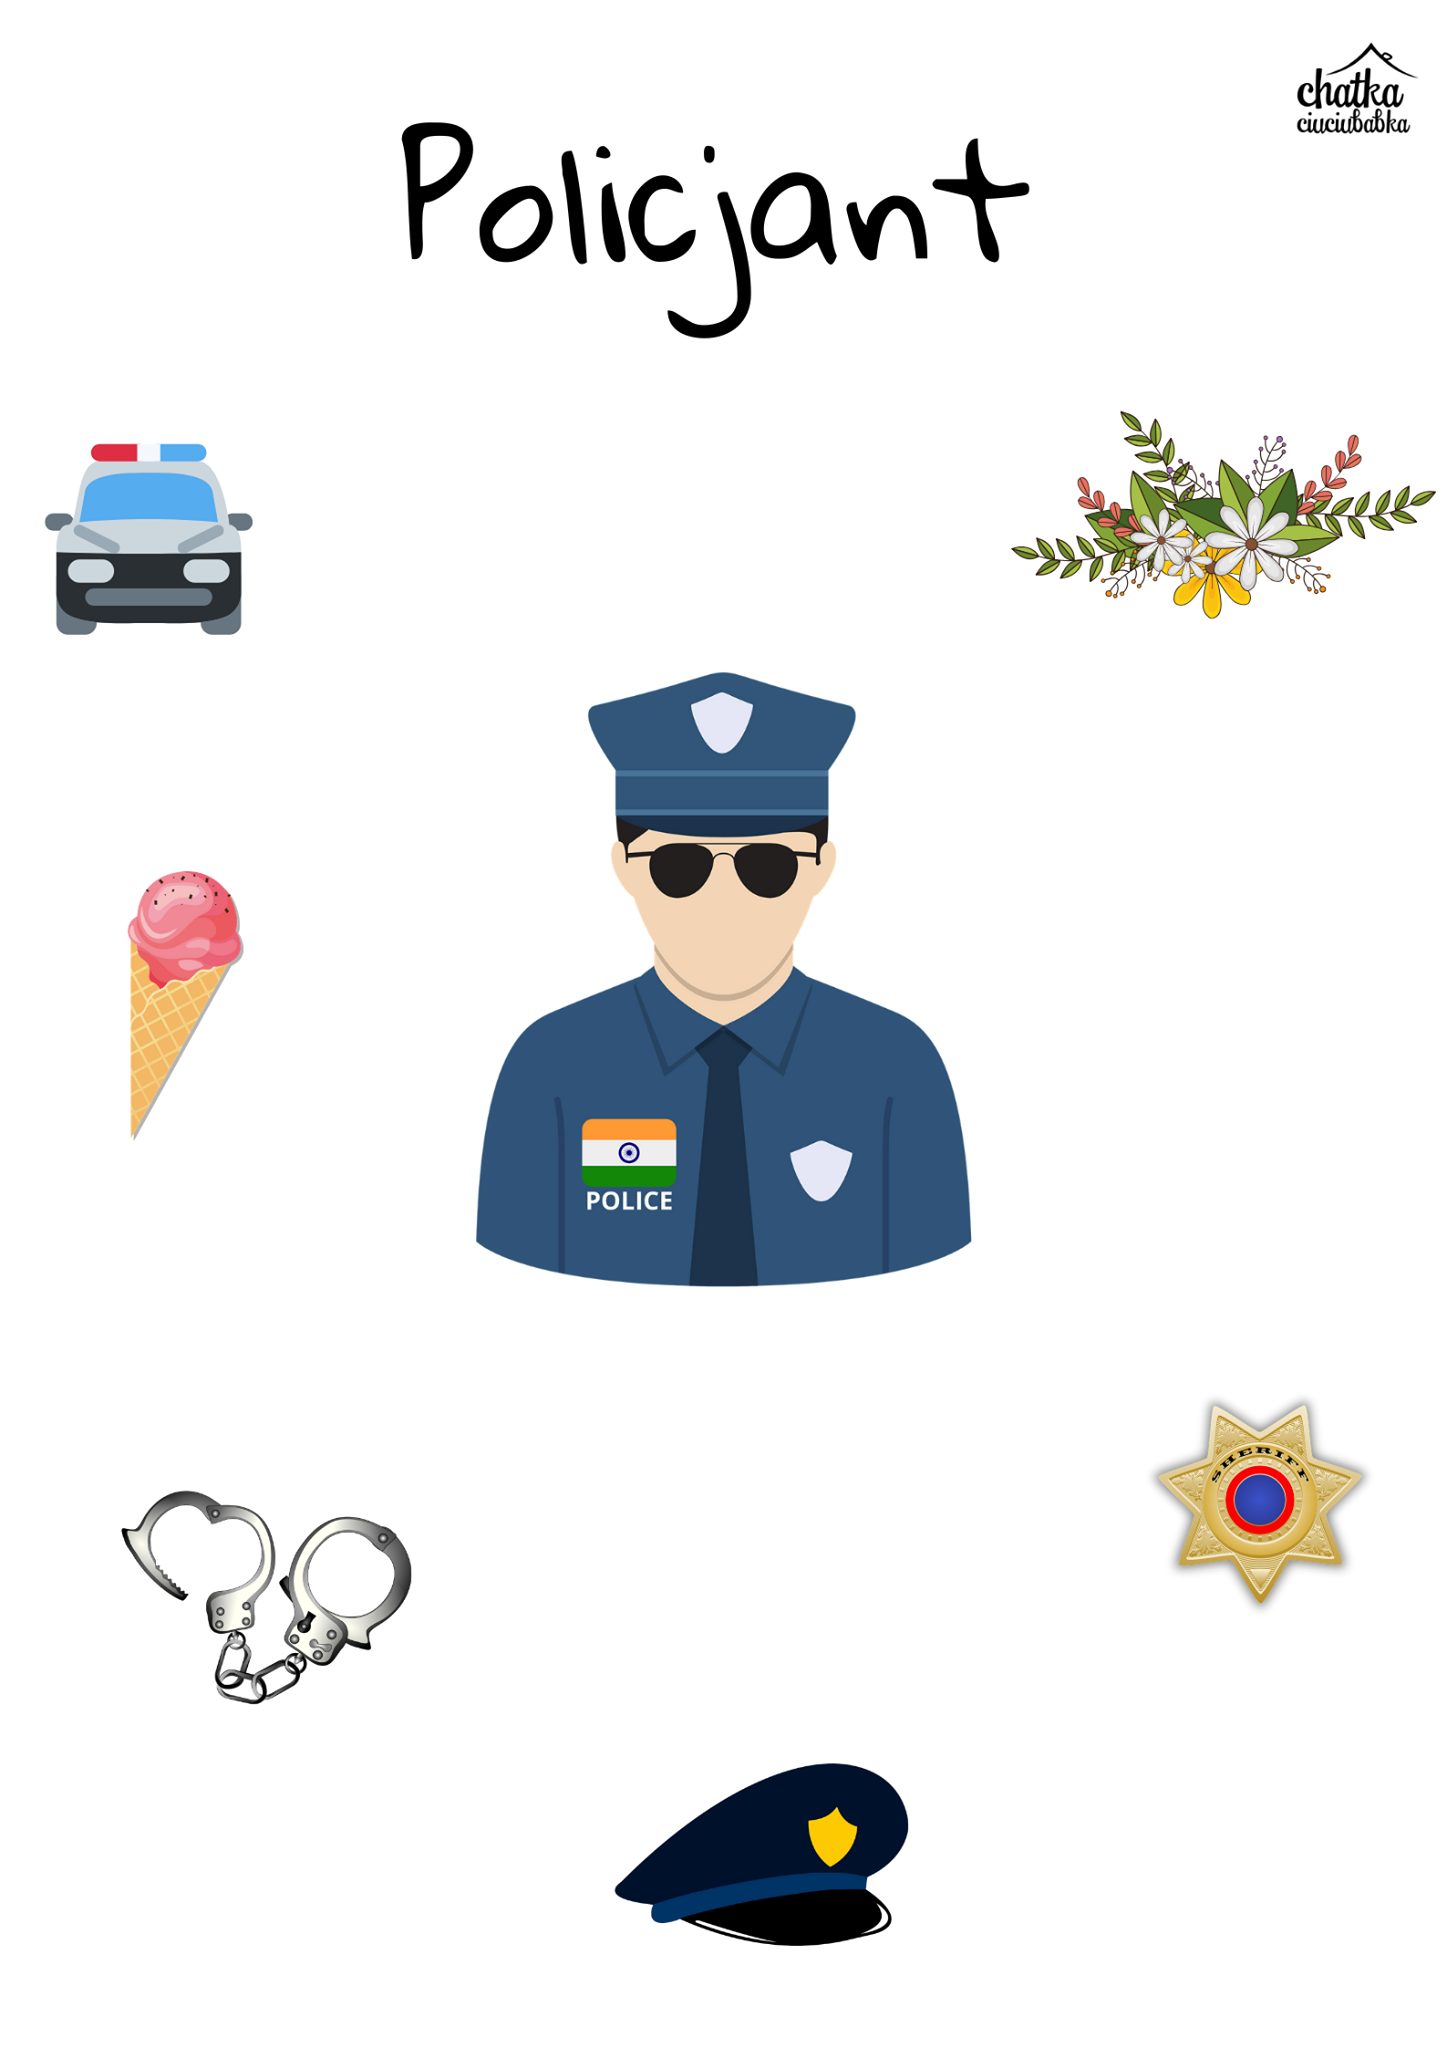 chatka
ciuciubabka
Policjant
POLICE
SHERIFF